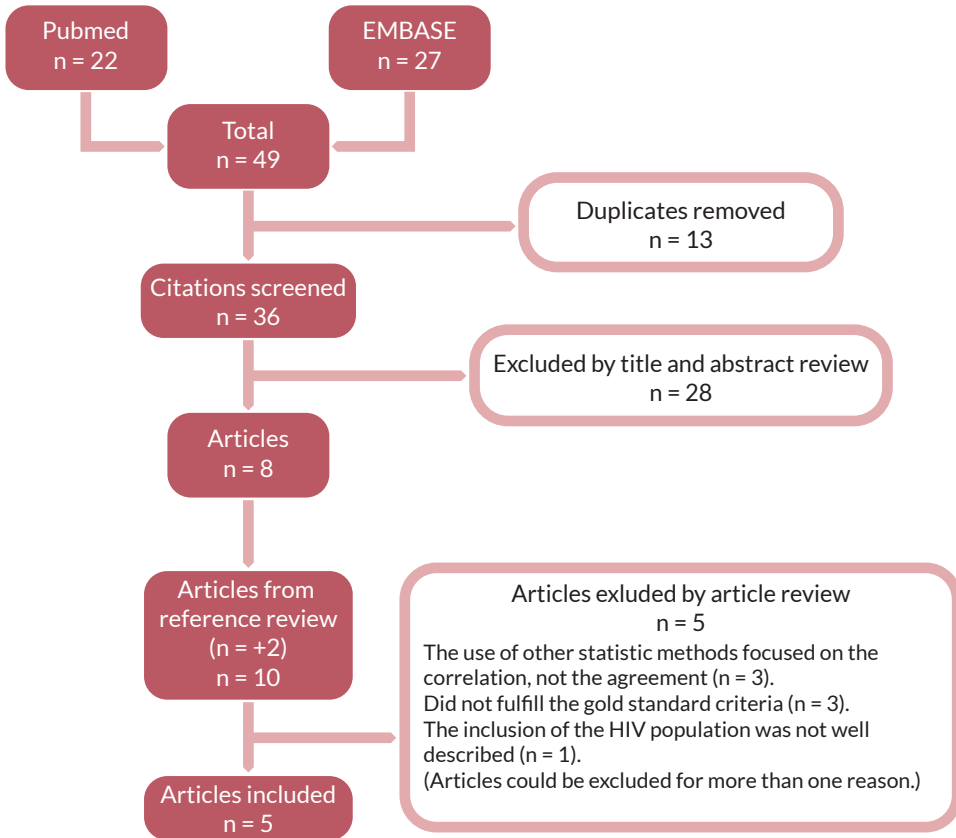 Pubmed
n = 22
EMBASE
n = 27
Total
n = 49
Duplicates removed
n = 13
Citations screened
n = 36
Excluded by title and abstract review
n = 28
Articles
n = 8
Articles from
reference review
(n = +2)
n = 10
Articles exluded by article review
n = 5
The use of other statistic methods focused on the
correlation, not the agreement (n = 3).
Did not fulfill the gold standard criteria (n = 3).
The inclusion of the HIV population was not well
described (n = 1).
(Articles could be excluded for more than one reason.)
Articles included
n = 5